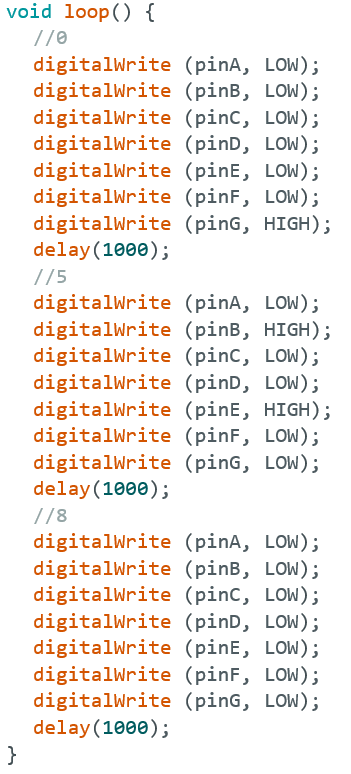 void loop() {
  //0
  digitalWrite (pinA, LOW);
  digitalWrite (pinB, LOW);
  digitalWrite (pinC, LOW);
  digitalWrite (pinD, LOW);
  digitalWrite (pinE, LOW);
  digitalWrite (pinF, LOW);
  digitalWrite (pinG, HIGH);
  delay(1000);
  //5
  digitalWrite (pinA, LOW);
  digitalWrite (pinB, HIGH);
  digitalWrite (pinC, LOW);
  digitalWrite (pinD, LOW);
  digitalWrite (pinE, HIGH);
  digitalWrite (pinF, LOW);
  digitalWrite (pinG, LOW);
  delay(1000);
  //8
  digitalWrite (pinA, LOW);
  digitalWrite (pinB, LOW);
  digitalWrite (pinC, LOW);
  digitalWrite (pinD, LOW);
  digitalWrite (pinE, LOW);
  digitalWrite (pinF, LOW);
  digitalWrite (pinG, LOW);
  delay(1000);
}